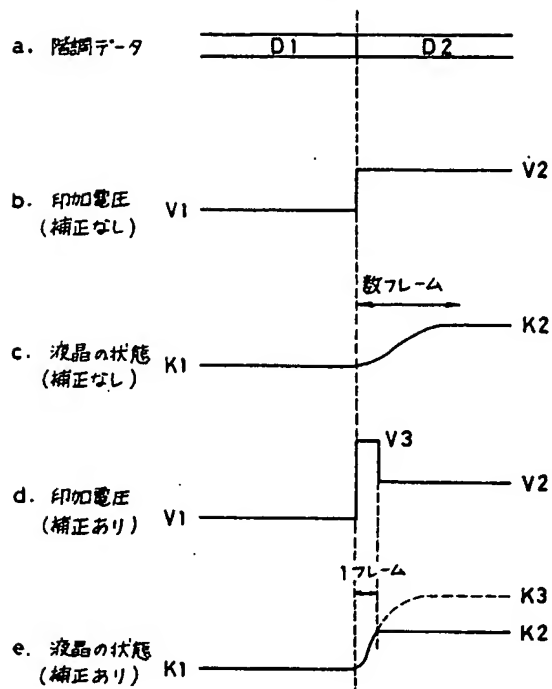 a. 階調データ
D1 D2
V2
b. 印加電圧 V1
(補正なし)
数フレーム
K2
c. 液晶の状態 K1
(補正なし)
V3
V2
d. 印加電圧 V1
(補正あり)
1フレーム
K3
K2
e. 液晶の状態 K1
(補正あり)